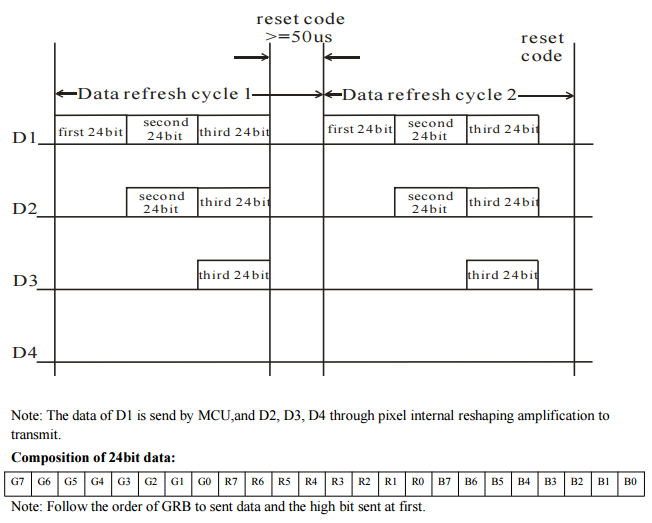 reset code
>=50us
reset
code
Data refresh cycle 1
Data refresh cycle 2
D1
first 24bit
second
24bit
third 24bit
first 24bit
second
24bit
third 24bit
D2
second
24bit
third 24bit
second
24bit
third 24bit
D3
third 24bit
third 24bit
D4
Note: The data of D1 is send by MCU,and D2, D3, D4 through pixel internal reshaping amplification to
transmit.
Composition of 24bit data:
G7 G6 G5 G4 G3 G2 G1 G0 R7 R6 R5 R4 R3 R2 R1 R0 B7 B6 B5 B4 B3 B2 B1 B0
Note: Follow the order of GRB to sent data and the high bit sent at first.